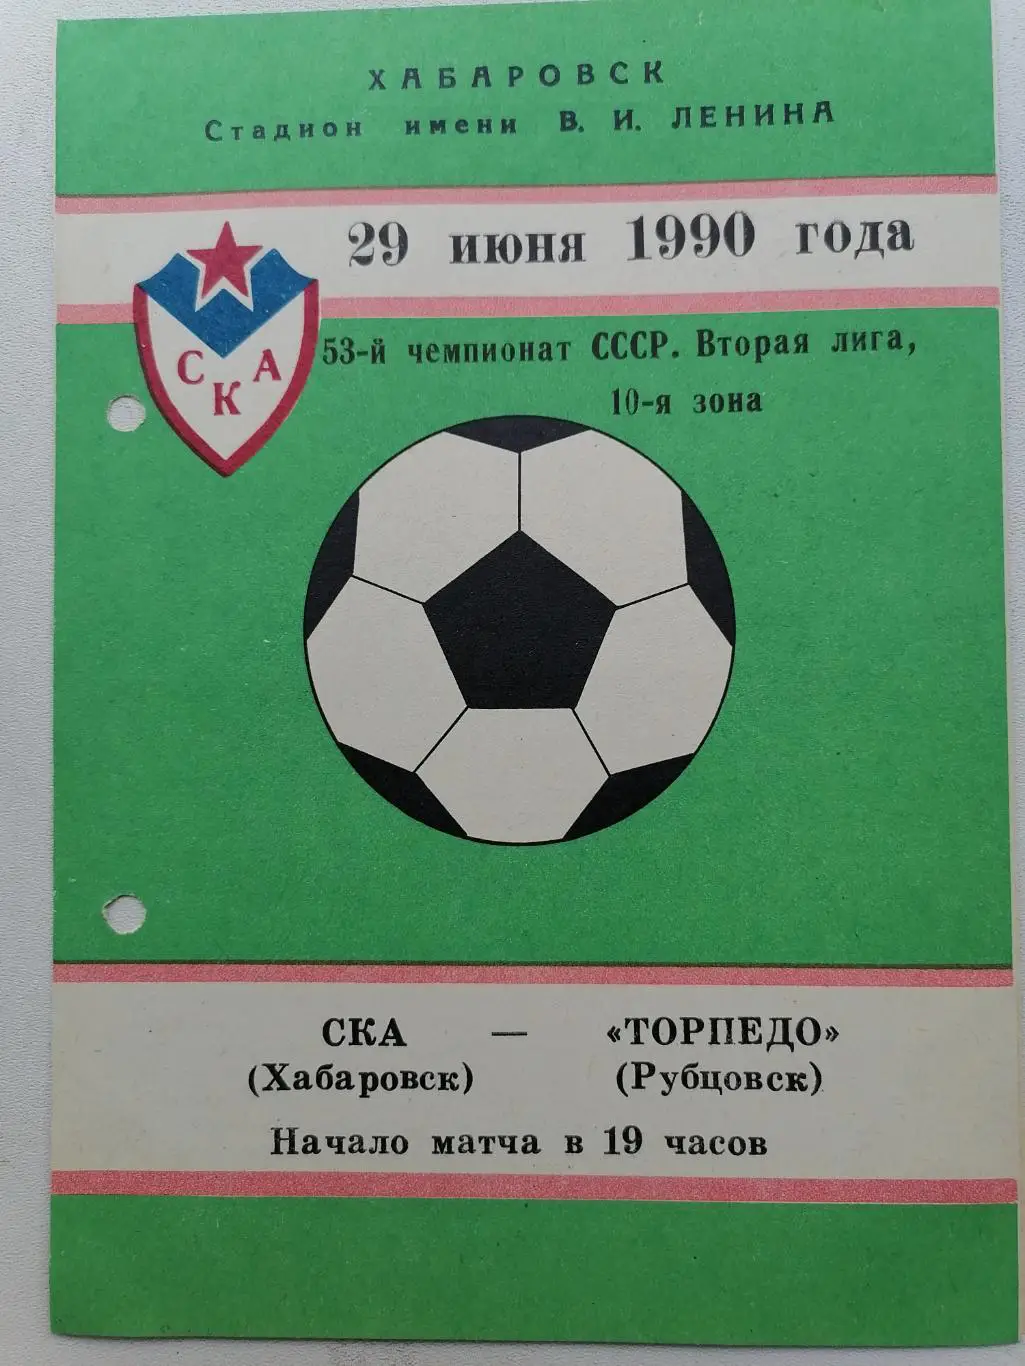 ХАБАРОВСК
Стадион имени В. И. ЛЕНИНА
29 июня 1990 года
СКА
53-й чемпионат СССР. Вторая лига,
10-я зона
СКА — «ТОРПЕДО»
(Хабаровск) (Рубцовск)
Начало матча в 19 часов